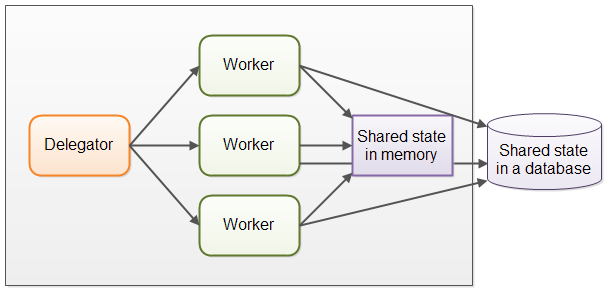 Worker
Delegator
Worker
Shared state
in memory
Shared state
in a database
Worker